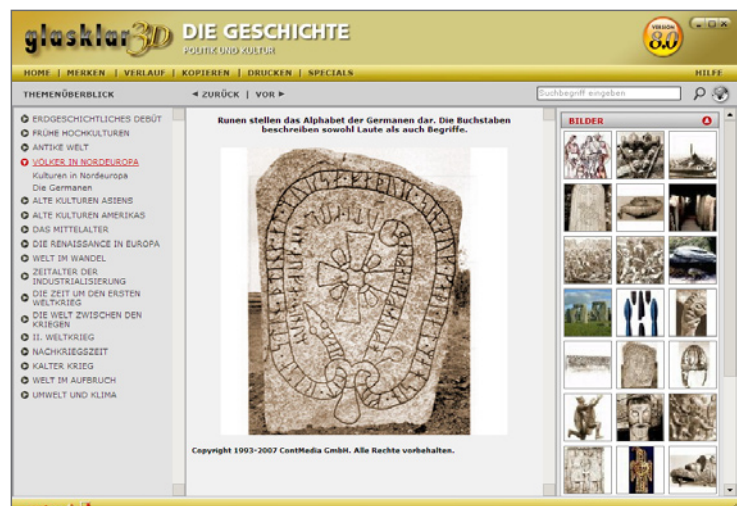 glasklar3D
DIE GESCHICHTE
POLITIK UND KULTUR
VERSION
8.0
HOME | MERKEN | VERLAUF | KOPIEREN | DRUCKEN | SPECIALS
HILFE
THEMENÜBERBLICK
◄ ZURÜCK | VOR ►
Suchbegriff eingeben
ERDGESCHICHTLICHES DEBÜT
FRÜHE HOCHKULTUREN
ANTIKE WELT
VÖLKER IN NORDEUROPA
Kulturen in Nordeuropa
Die Germanen
ALTE KULTUREN ASIENS
ALTE KULTUREN AMERIKAS
DAS MITTELALTER
DIE RENAISSANCE IN EUROPA
WELT IM WANDEL
ZEITALTER DER
INDUSTRIALISIERUNG
DIE ZEIT UM DEN ERSTEN
WELTKRIEG
DIE WELT ZWISCHEN DEN
KRIEGEN
II. WELTKRIEG
NACHKRIEGSZEIT
KALTER KRIEG
WELT IM AUFBRUCH
UMWELT UND KLIMA
Runen stellen das Alphabet der Germanen dar. Die Buchstaben
beschreiben sowohl Laute als auch Begriffe.
Copyright 1993-2007 ContMedia GmbH. Alle Rechte vorbehalten.
BILDER